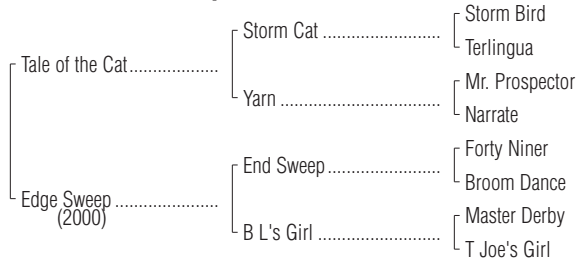 Storm Bird
Storm Cat ......................
Terlingua
Tale of the Cat..................
Mr. Prospector
Yarn ..............................
Narrate
Forty Niner
End Sweep.....................
Broom Dance
Edge Sweep ....................
(2000)
Master Derby
B L's Girl ......................
T Joe's Girl